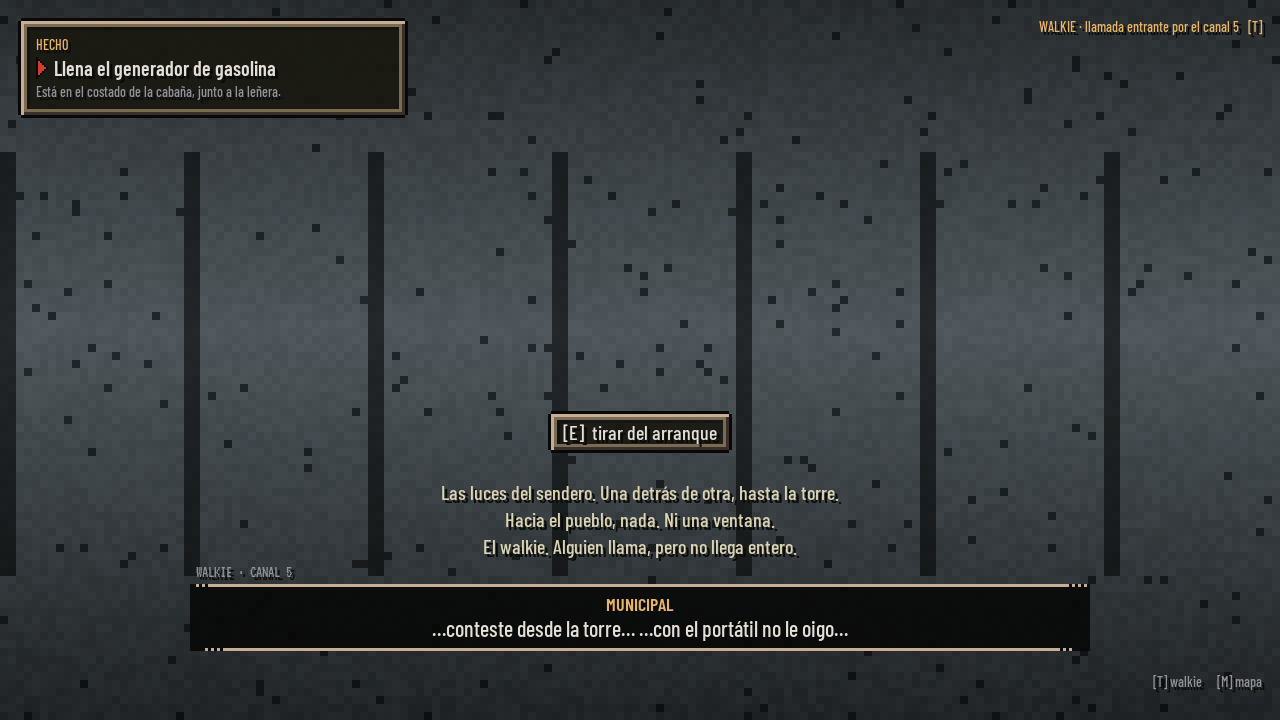 HECHO
Llena el generador de gasolina
Está en el costado de la cabaña, junto a la leñera.
WALKIE · llamada entrante por el canal 5 [T]
[E] tirar del arranque
Las luces del sendero. Una detrás de otra, hasta la torre.
Hacia el pueblo, nada. Ni una ventana.
El walkie. Alguien llama, pero no llega entero.
WALKIE · CANAL 5
MUNICIPAL
...conteste desde la torre... ...con el portátil no le oigo...
[T] walkie [M] mapa